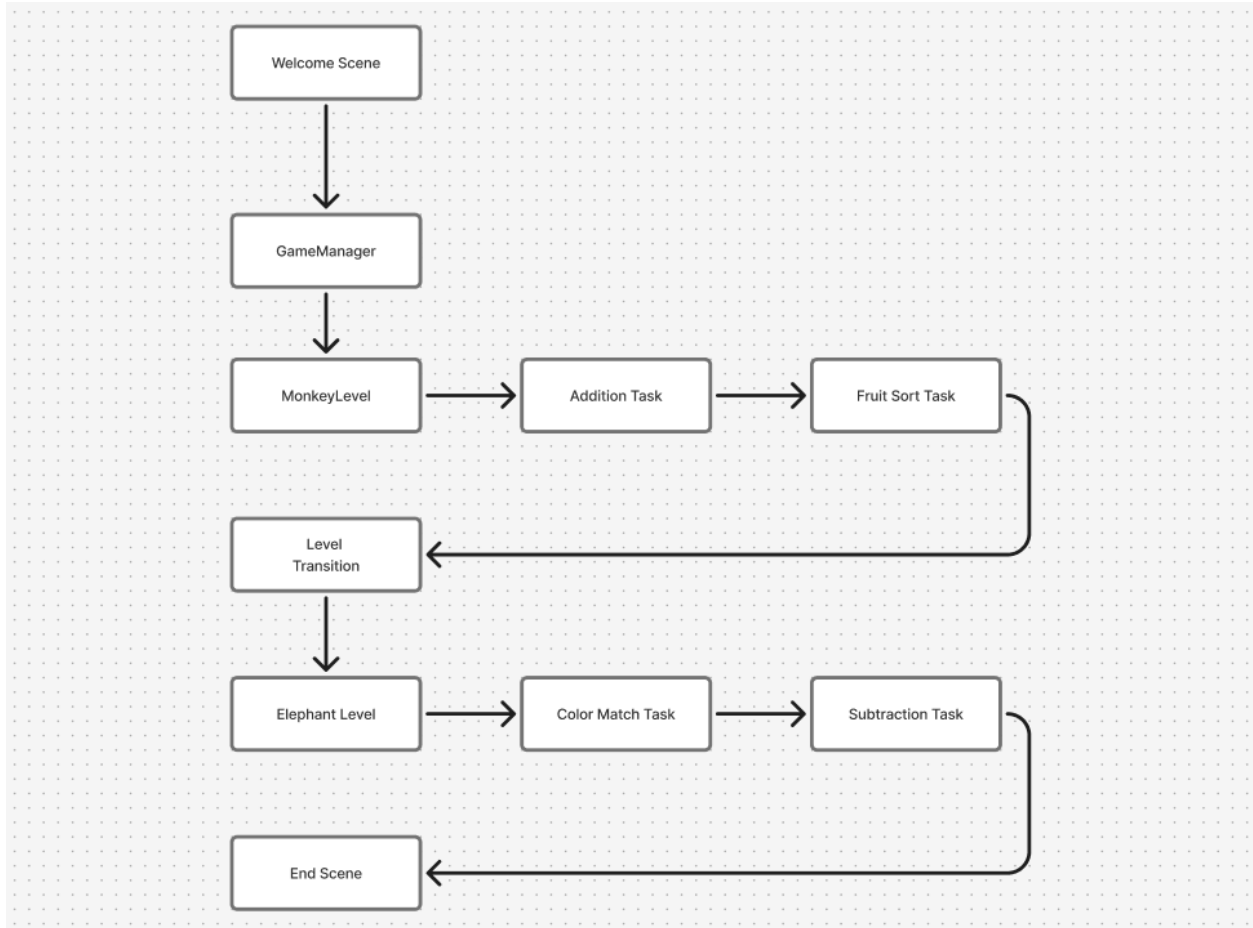 Welcome Scene
GameManager
MonkeyLevel
Addition Task
Fruit Sort Task
Level
Transition
Elephant Level
Color Match Task
Subtraction Task
End Scene